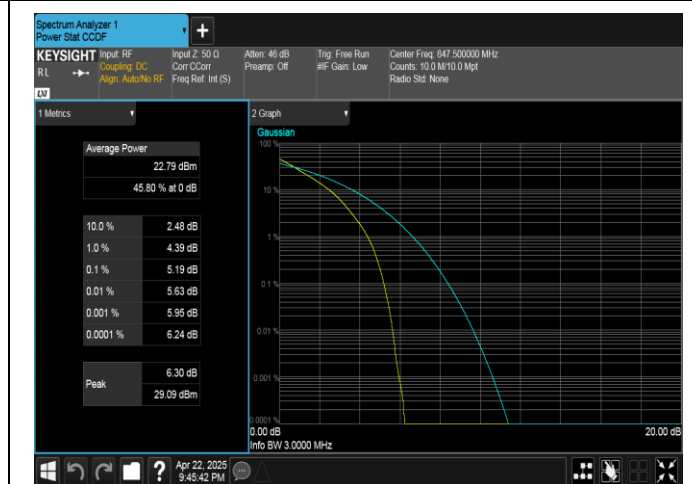 Spectrum Analyzer 1
Power Stat CCDF
+
KEYSIGHT Input: RF Input Z: 50 Ω Atten: 46 dB Trig: Free Run Center Freq: 847.500000 MHz
RL Coupling: DC Corr CCorr Preamp: Off #IF Gain: Low Counts: 10.0 M/10.0 Mpt
Align: Auto/No RF Freq Ref: Int (S) Radio Std: None
LXI
1 Metrics
Average Power
22.79 dBm
45.80 % at 0 dB
10.0 % 2.48 dB
1.0 % 4.39 dB
0.1 % 5.19 dB
0.01 % 5.63 dB
0.001 % 5.95 dB
0.0001 % 6.24 dB
Peak
6.30 dB
29.09 dBm
2 Graph
Gaussian
100 %
10 %
1 %
0.1 %
0.01 %
0.001 %
0.0001 %
0.00 dB 20.00 dB
Info BW 3.0000 MHz
? Apr 22, 2025
9:45:42 PM